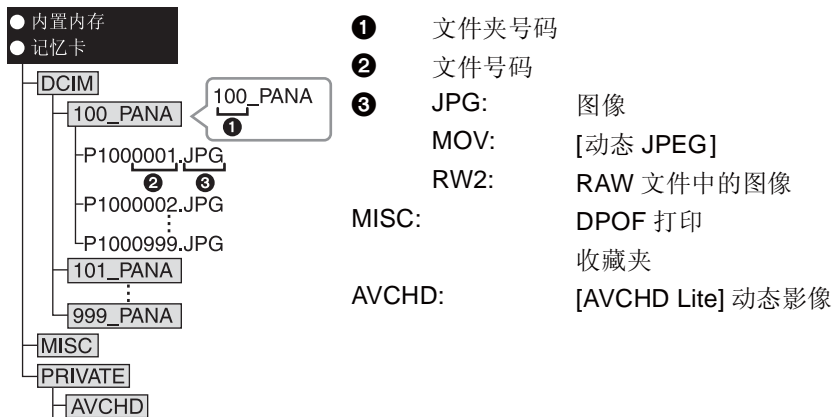 ● 内置内存
● 记忆卡
DCIM
100_PANA
100_PANA
❶
P1000001.JPG
❷ ❸
P1000002.JPG
P1000999.JPG
101_PANA
999_PANA
MISC
PRIVATE
AVCHD
❶ 文件夹号码
❷ 文件号码
❸ JPG: 图像
MOV: [动态 JPEG]
RW2: RAW 文件中的图像
MISC: DPOF 打印
收藏夹
AVCHD: [AVCHD Lite] 动态影像